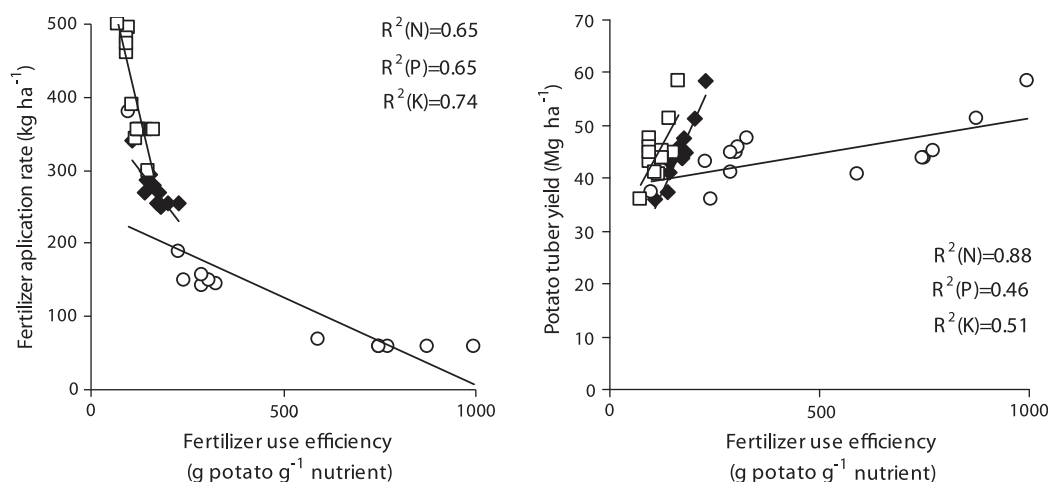 500
400
300
200
100
0
Fertilizer aplication rate (kg ha⁻¹)
R²(N)=0.65
R²(P)=0.65
R²(K)=0.74
0
500
1000
Fertilizer use efficiency
(g potato g⁻¹ nutrient)
80
70
60
50
40
30
20
10
0
Potato tuber yield (Mg ha⁻¹)
R²(N)=0.88
R²(P)=0.46
R²(K)=0.51
0
500
1000
Fertilizer use efficiency
(g potato g⁻¹ nutrient)